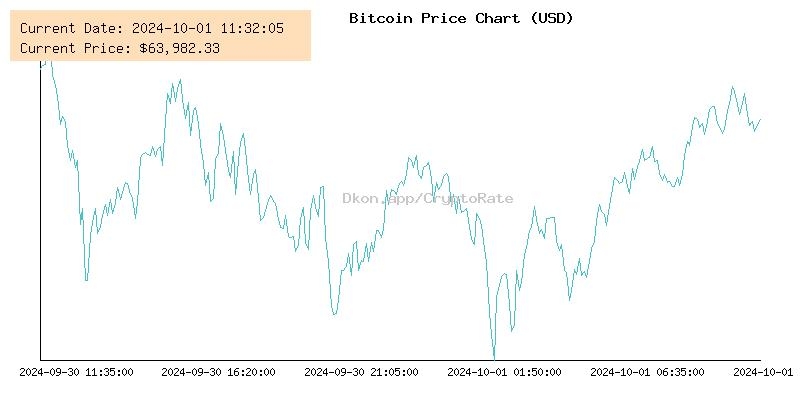 Bitcoin Price Chart (USD)
Current Date: 2024-10-01 11:32:05
Current Price: $63,982.33
Dkon.app/CryptoRate
2024-09-30 11:35:00 2024-09-30 16:20:00 2024-09-30 21:05:00 2024-10-01 01:50:00 2024-10-01 06:35:00 2024-10-01